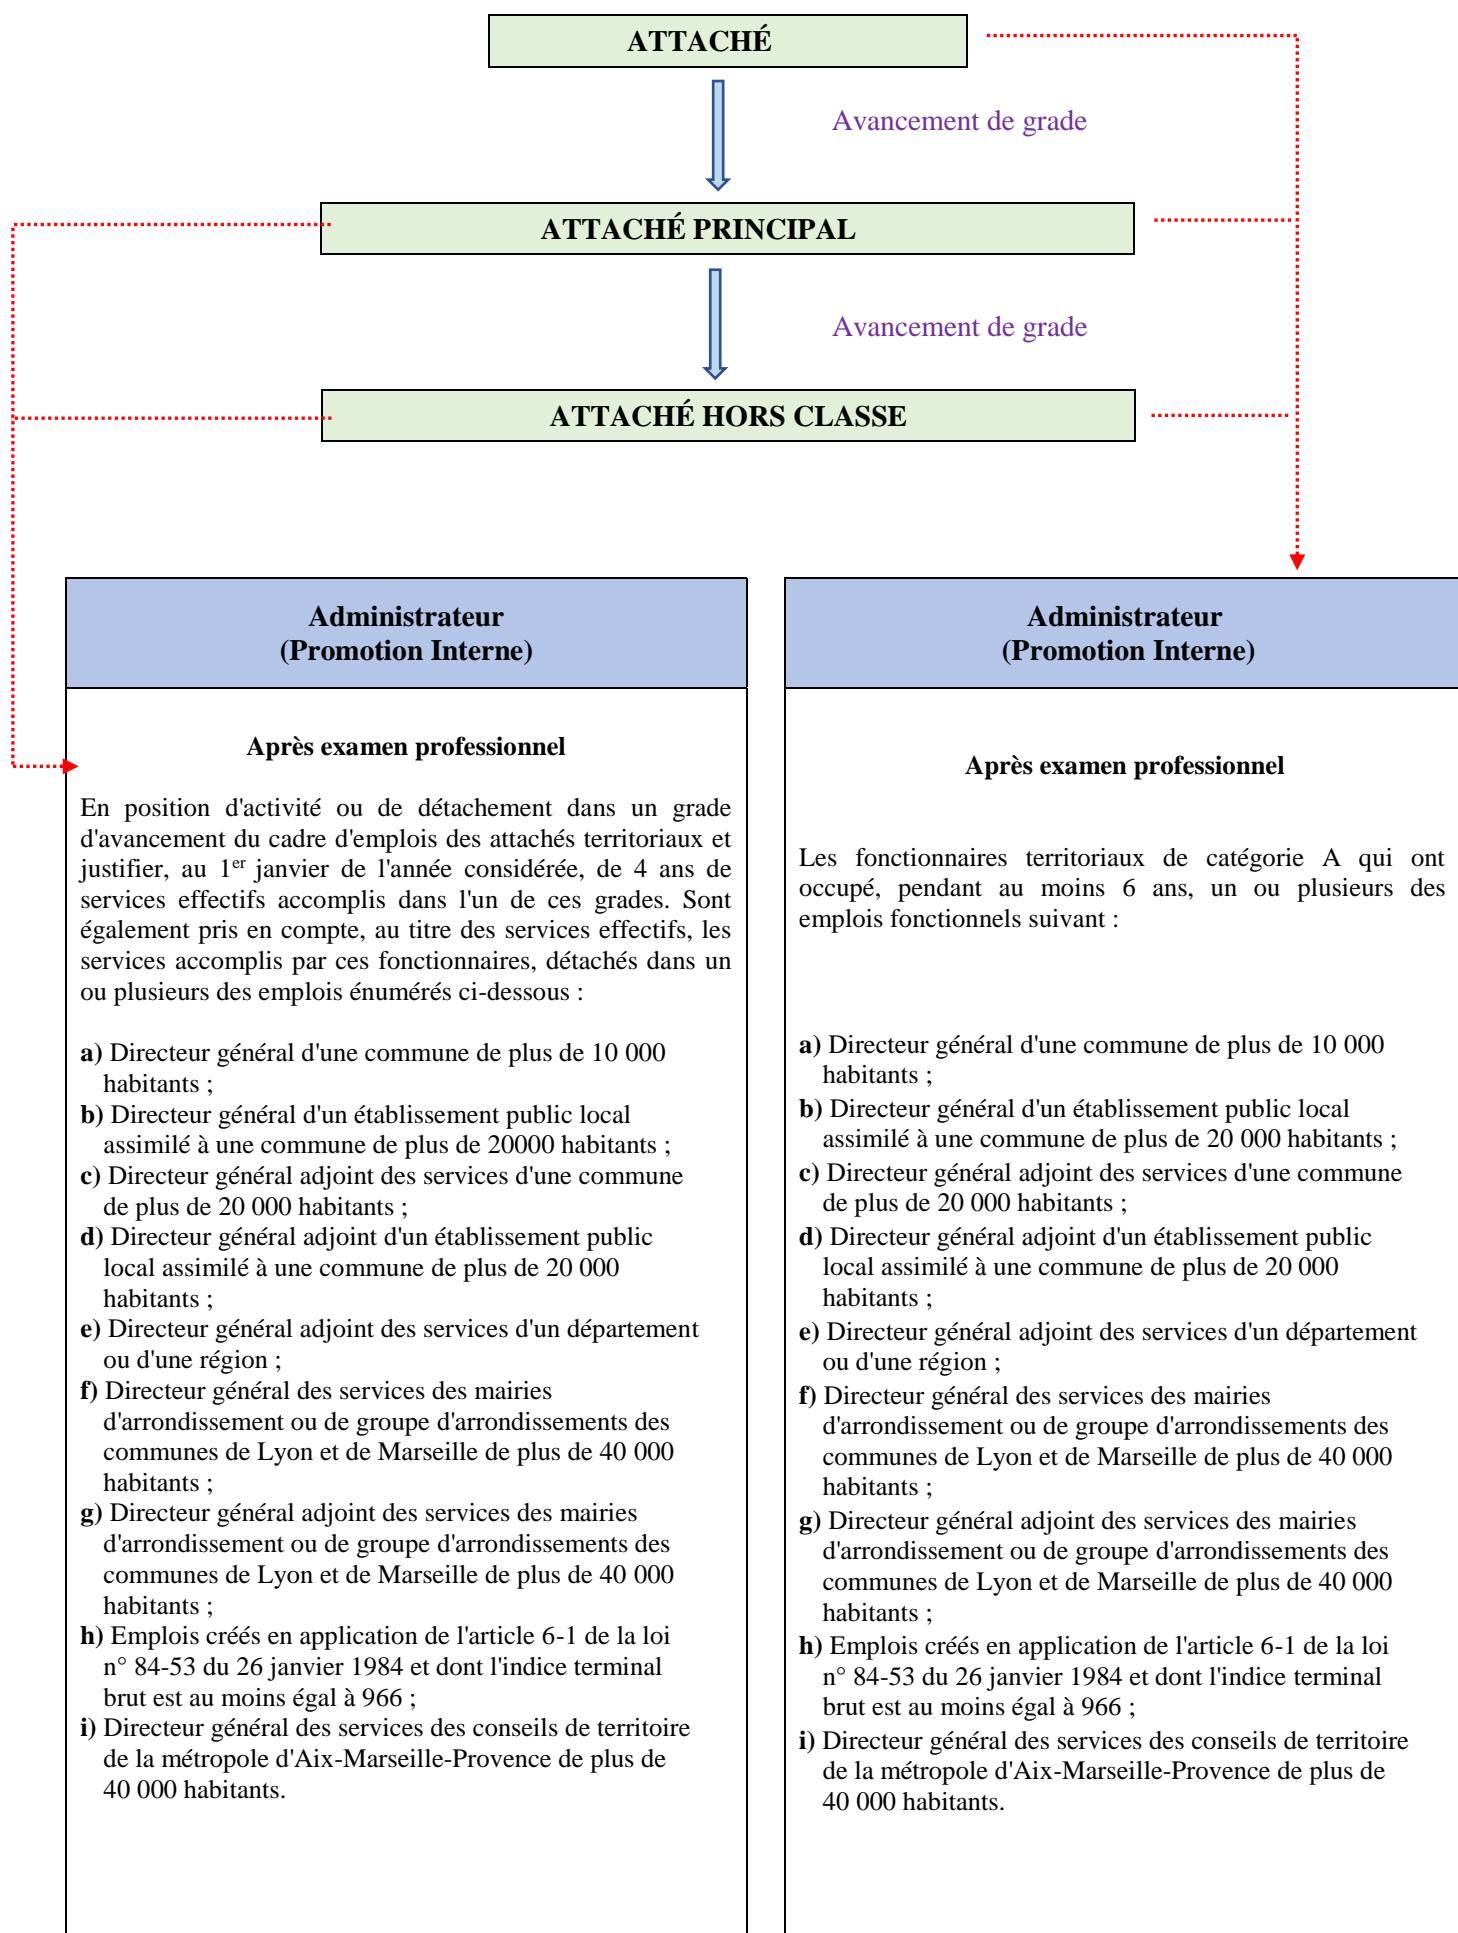 ATTACHÉ
Avancement de grade
ATTACHÉ PRINCIPAL
Avancement de grade
ATTACHÉ HORS CLASSE
Administrateur
(Promotion Interne)
Après examen professionnel
En position d'activité ou de détachement dans un grade
d'avancement du cadre d'emplois des attachés territoriaux et
justifier, au 1er janvier de l'année considérée, de 4 ans de
services effectifs accomplis dans l'un de ces grades. Sont
également pris en compte, au titre des services effectifs, les
services accomplis par ces fonctionnaires, détachés dans un
ou plusieurs des emplois énumérés ci-dessous :
a) Directeur général d'une commune de plus de 10 000
habitants ;
b) Directeur général d'un établissement public local
assimilé à une commune de plus de 20000 habitants ;
c) Directeur général adjoint des services d'une commune
de plus de 20 000 habitants ;
d) Directeur général adjoint d'un établissement public
local assimilé à une commune de plus de 20 000
habitants ;
e) Directeur général adjoint des services d'un département
ou d'une région ;
f) Directeur général des services des mairies
d'arrondissement ou de groupe d'arrondissements des
communes de Lyon et de Marseille de plus de 40 000
habitants ;
g) Directeur général adjoint des services des mairies
d'arrondissement ou de groupe d'arrondissements des
communes de Lyon et de Marseille de plus de 40 000
habitants ;
h) Emplois créés en application de l'article 6-1 de la loi
n° 84-53 du 26 janvier 1984 et dont l'indice terminal
brut est au moins égal à 966 ;
i) Directeur général des services des conseils de territoire
de la métropole d'Aix-Marseille-Provence de plus de
40 000 habitants.
Administrateur
(Promotion Interne)
Après examen professionnel
Les fonctionnaires territoriaux de catégorie A qui ont
occupé, pendant au moins 6 ans, un ou plusieurs des
emplois fonctionnels suivant :
a) Directeur général d'une commune de plus de 10 000
habitants ;
b) Directeur général d'un établissement public local
assimilé à une commune de plus de 20 000 habitants ;
c) Directeur général adjoint des services d'une commune
de plus de 20 000 habitants ;
d) Directeur général adjoint d'un établissement public
local assimilé à une commune de plus de 20 000
habitants ;
e) Directeur général adjoint des services d'un département
ou d'une région ;
f) Directeur général des services des mairies
d'arrondissement ou de groupe d'arrondissements des
communes de Lyon et de Marseille de plus de 40 000
habitants ;
g) Directeur général adjoint des services des mairies
d'arrondissement ou de groupe d'arrondissements des
communes de Lyon et de Marseille de plus de 40 000
habitants ;
h) Emplois créés en application de l'article 6-1 de la loi
n° 84-53 du 26 janvier 1984 et dont l'indice terminal
brut est au moins égal à 966 ;
i) Directeur général des services des conseils de territoire
de la métropole d'Aix-Marseille-Provence de plus de
40 000 habitants.